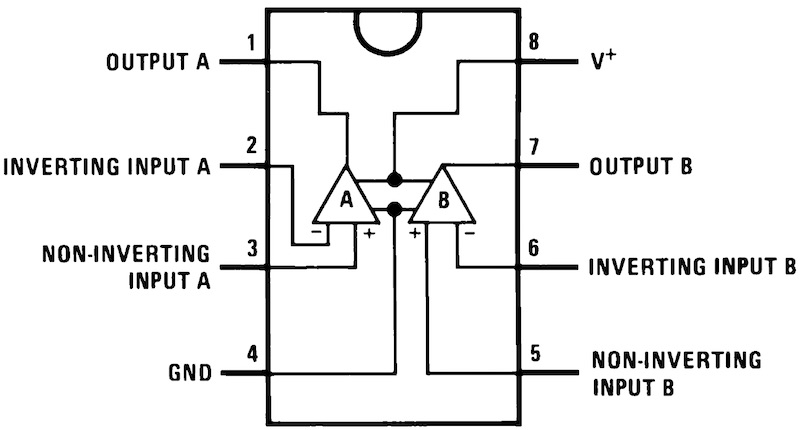 1
OUTPUT A
8
V+
2
INVERTING INPUT A
7
OUTPUT B
A
B
− +
+ −
3
NON-INVERTING
INPUT A
6
INVERTING INPUT B
4
GND
5
NON-INVERTING
INPUT B